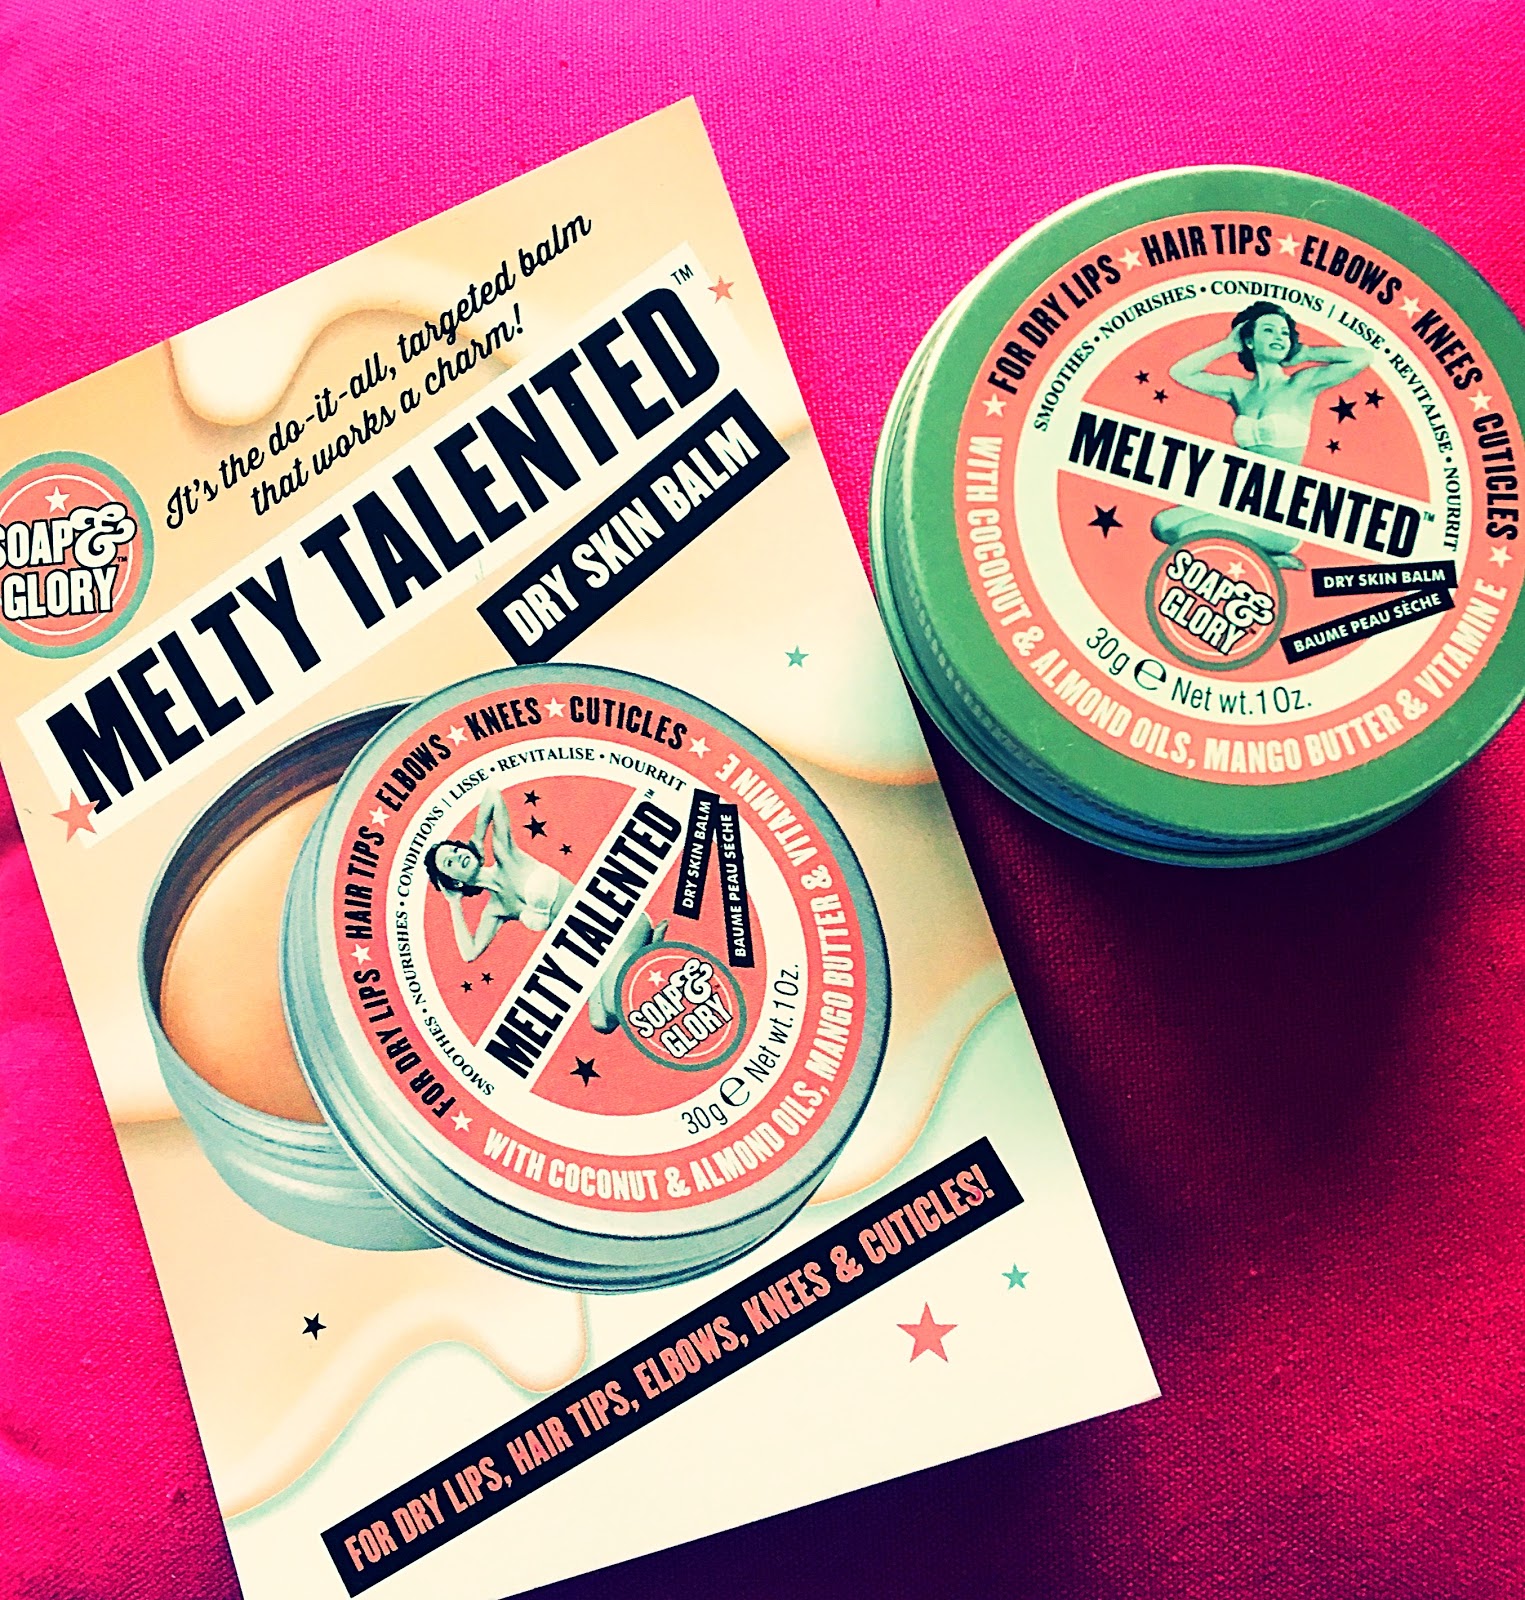 It's the do-it-all, targeted balm
that works a charm!
SOAP &
GLORY™
MELTY TALENTED™
DRY SKIN BALM
FOR DRY LIPS ★ HAIR TIPS ★ ELBOWS ★ KNEES ★ CUTICLES ★
WITH COCONUT & ALMOND OILS, MANGO BUTTER & VITAMIN E
SMOOTHES • NOURISHES • CONDITIONS | LISSE • REVITALISE • NOURRIT
MELTY TALENTED™
DRY SKIN BALM
BAUME PEAU SÈCHE
SOAP &
GLORY
30g e Net wt. 1 Oz.
FOR DRY LIPS, HAIR TIPS, ELBOWS, KNEES & CUTICLES!
★ FOR DRY LIPS ★ HAIR TIPS ★ ELBOWS ★ KNEES ★ CUTICLES ★
WITH COCONUT & ALMOND OILS, MANGO BUTTER & VITAMIN E
SMOOTHES • NOURISHES • CONDITIONS | LISSE • REVITALISE • NOURRIT
MELTY TALENTED™
DRY SKIN BALM
BAUME PEAU SÈCHE
SOAP &
GLORY
30g e Net wt. 1 Oz.